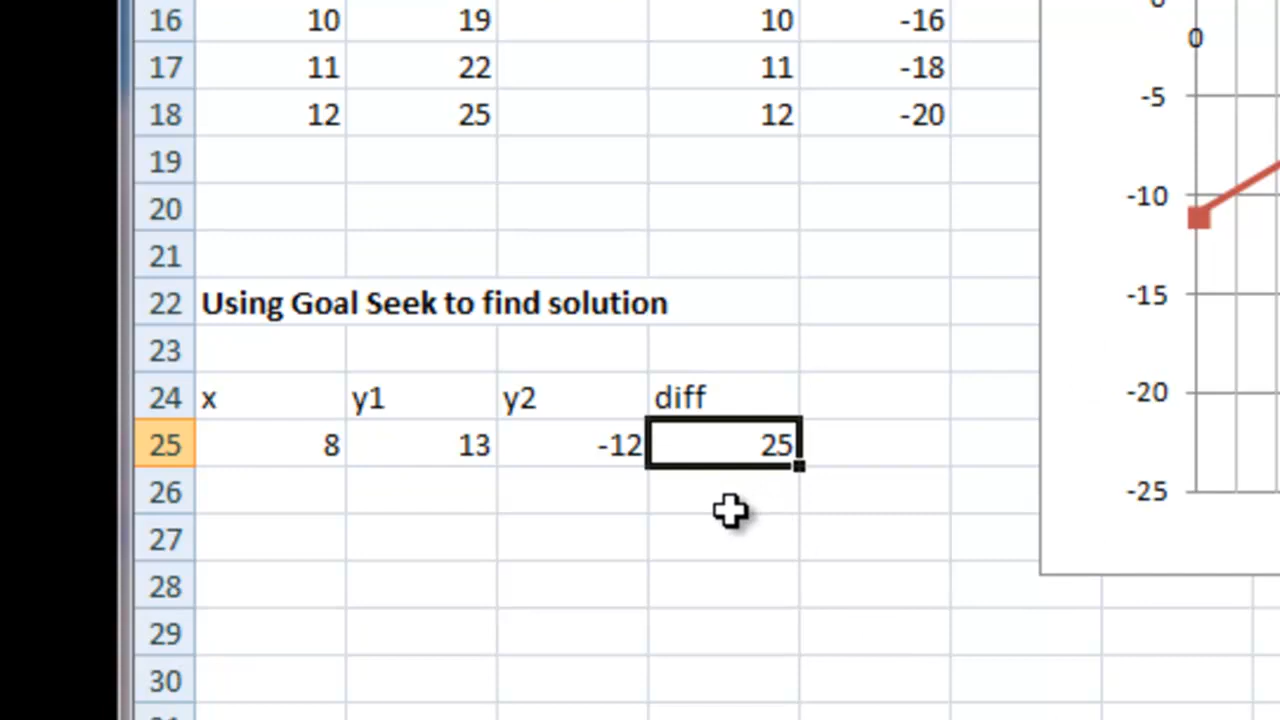 16 10 19 10 -16
17 11 22 11 -18
18 12 25 12 -20
19
20
21
22 Using Goal Seek to find solution
23
24 x y1 y2 diff
25 8 13 -12 25
26
27
28
29
30
0
-5
-10
-15
-20
-25